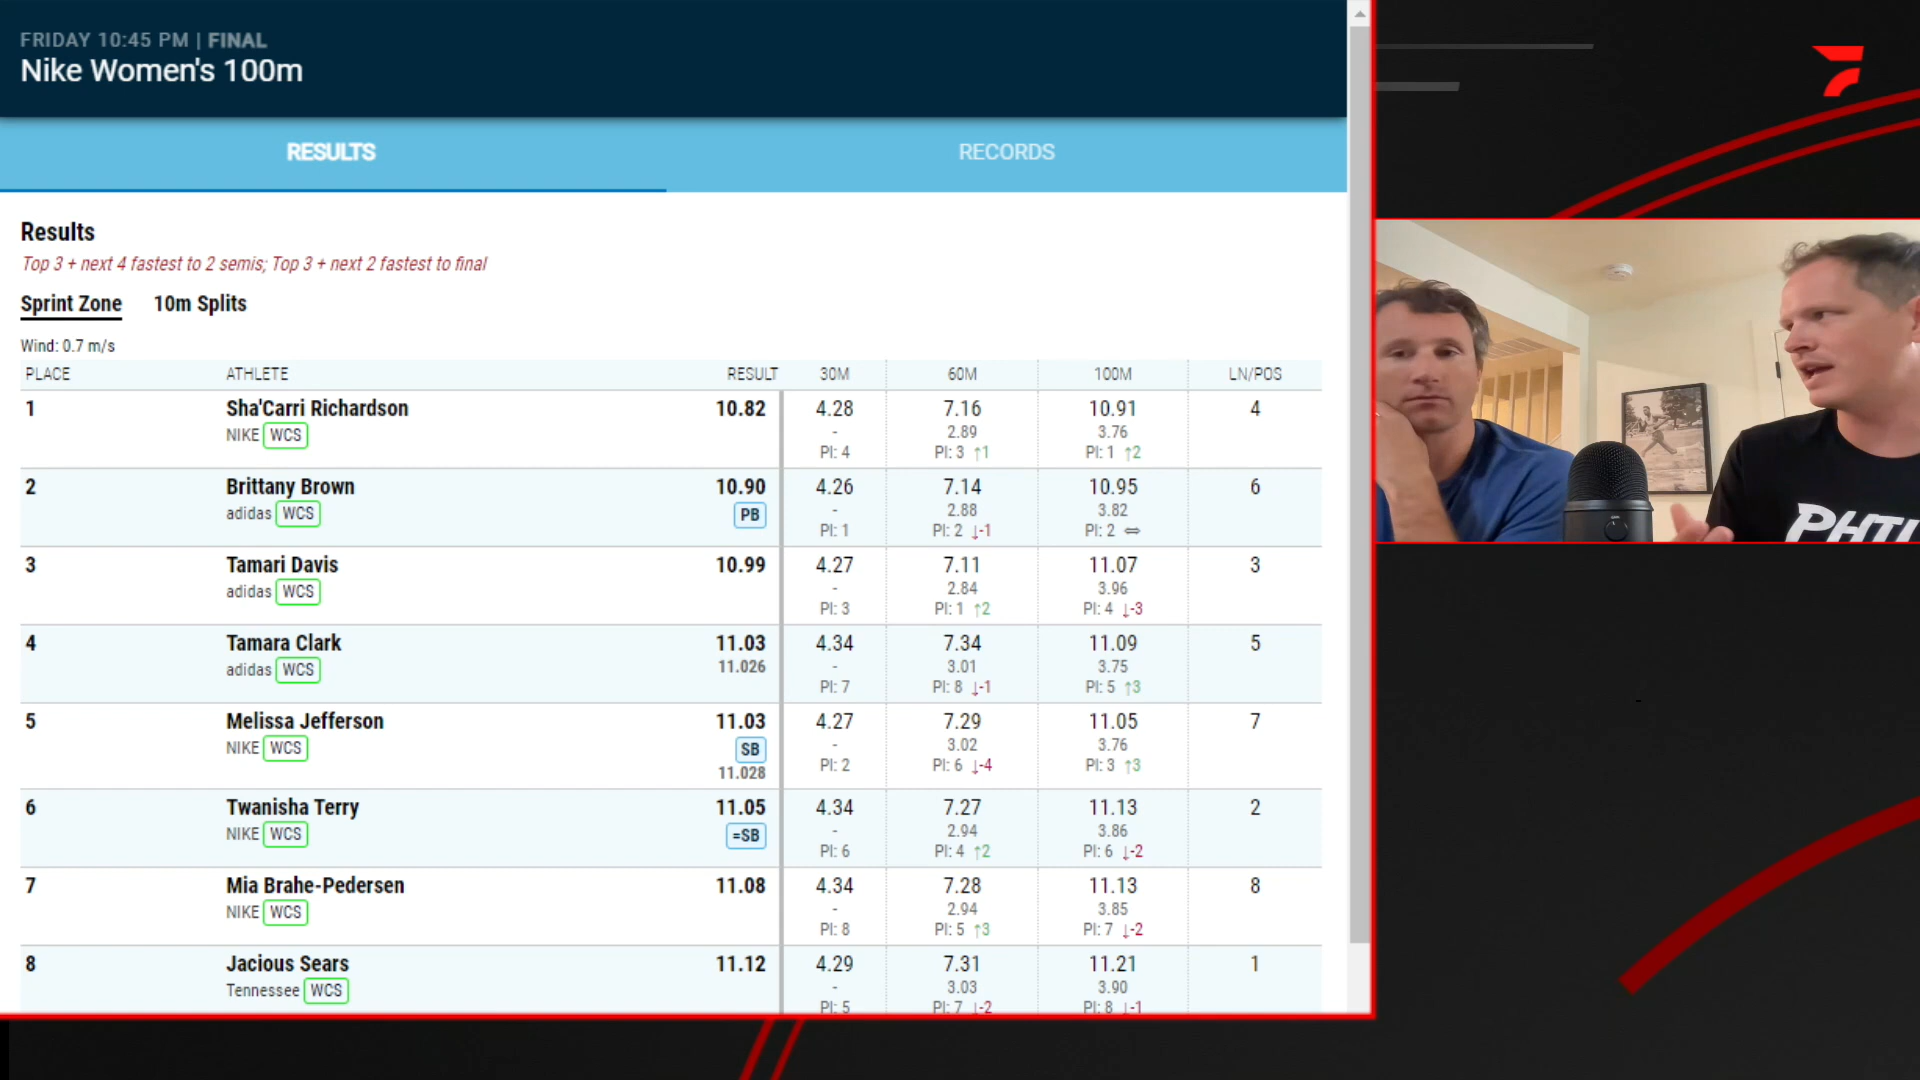 FRIDAY 10:45 PM | FINAL
Nike Women's 100m
RESULTS RECORDS
Results
Top 3 + next 4 fastest to 2 semis; Top 3 + next 2 fastest to final
Sprint Zone 10m Splits
Wind: 0.7 m/s
PLACE ATHLETE RESULT 30M 60M 100M LN/POS
1 Sha'Carri Richardson 10.82 4.28 7.16 10.91 4
NIKE WCS - 2.89 3.76
Pl: 4 Pl: 3 ↑1 Pl: 1 ↑2
2 Brittany Brown 10.90 4.26 7.14 10.95 6
adidas WCS PB - 2.88 3.82
Pl: 1 Pl: 2 ↓-1 Pl: 2 ⇔
3 Tamari Davis 10.99 4.27 7.11 11.07 3
adidas WCS - 2.84 3.96
Pl: 3 Pl: 1 ↑2 Pl: 4 ↓-3
4 Tamara Clark 11.03 4.34 7.34 11.09 5
adidas WCS 11.026 - 3.01 3.75
Pl: 7 Pl: 8 ↓-1 Pl: 5 ↑3
5 Melissa Jefferson 11.03 4.27 7.29 11.05 7
NIKE WCS SB - 3.02 3.76
11.028 Pl: 2 Pl: 6 ↓-4 Pl: 3 ↑3
6 Twanisha Terry 11.05 4.34 7.27 11.13 2
NIKE WCS =SB - 2.94 3.86
Pl: 6 Pl: 4 ↑2 Pl: 6 ↓-2
7 Mia Brahe-Pedersen 11.08 4.34 7.28 11.13 8
NIKE WCS - 2.94 3.85
Pl: 8 Pl: 5 ↑3 Pl: 7 ↓-2
8 Jacious Sears 11.12 4.29 7.31 11.21 1
Tennessee WCS - 3.03 3.90
Pl: 5 Pl: 7 ↓-2 Pl: 8 ↓-1